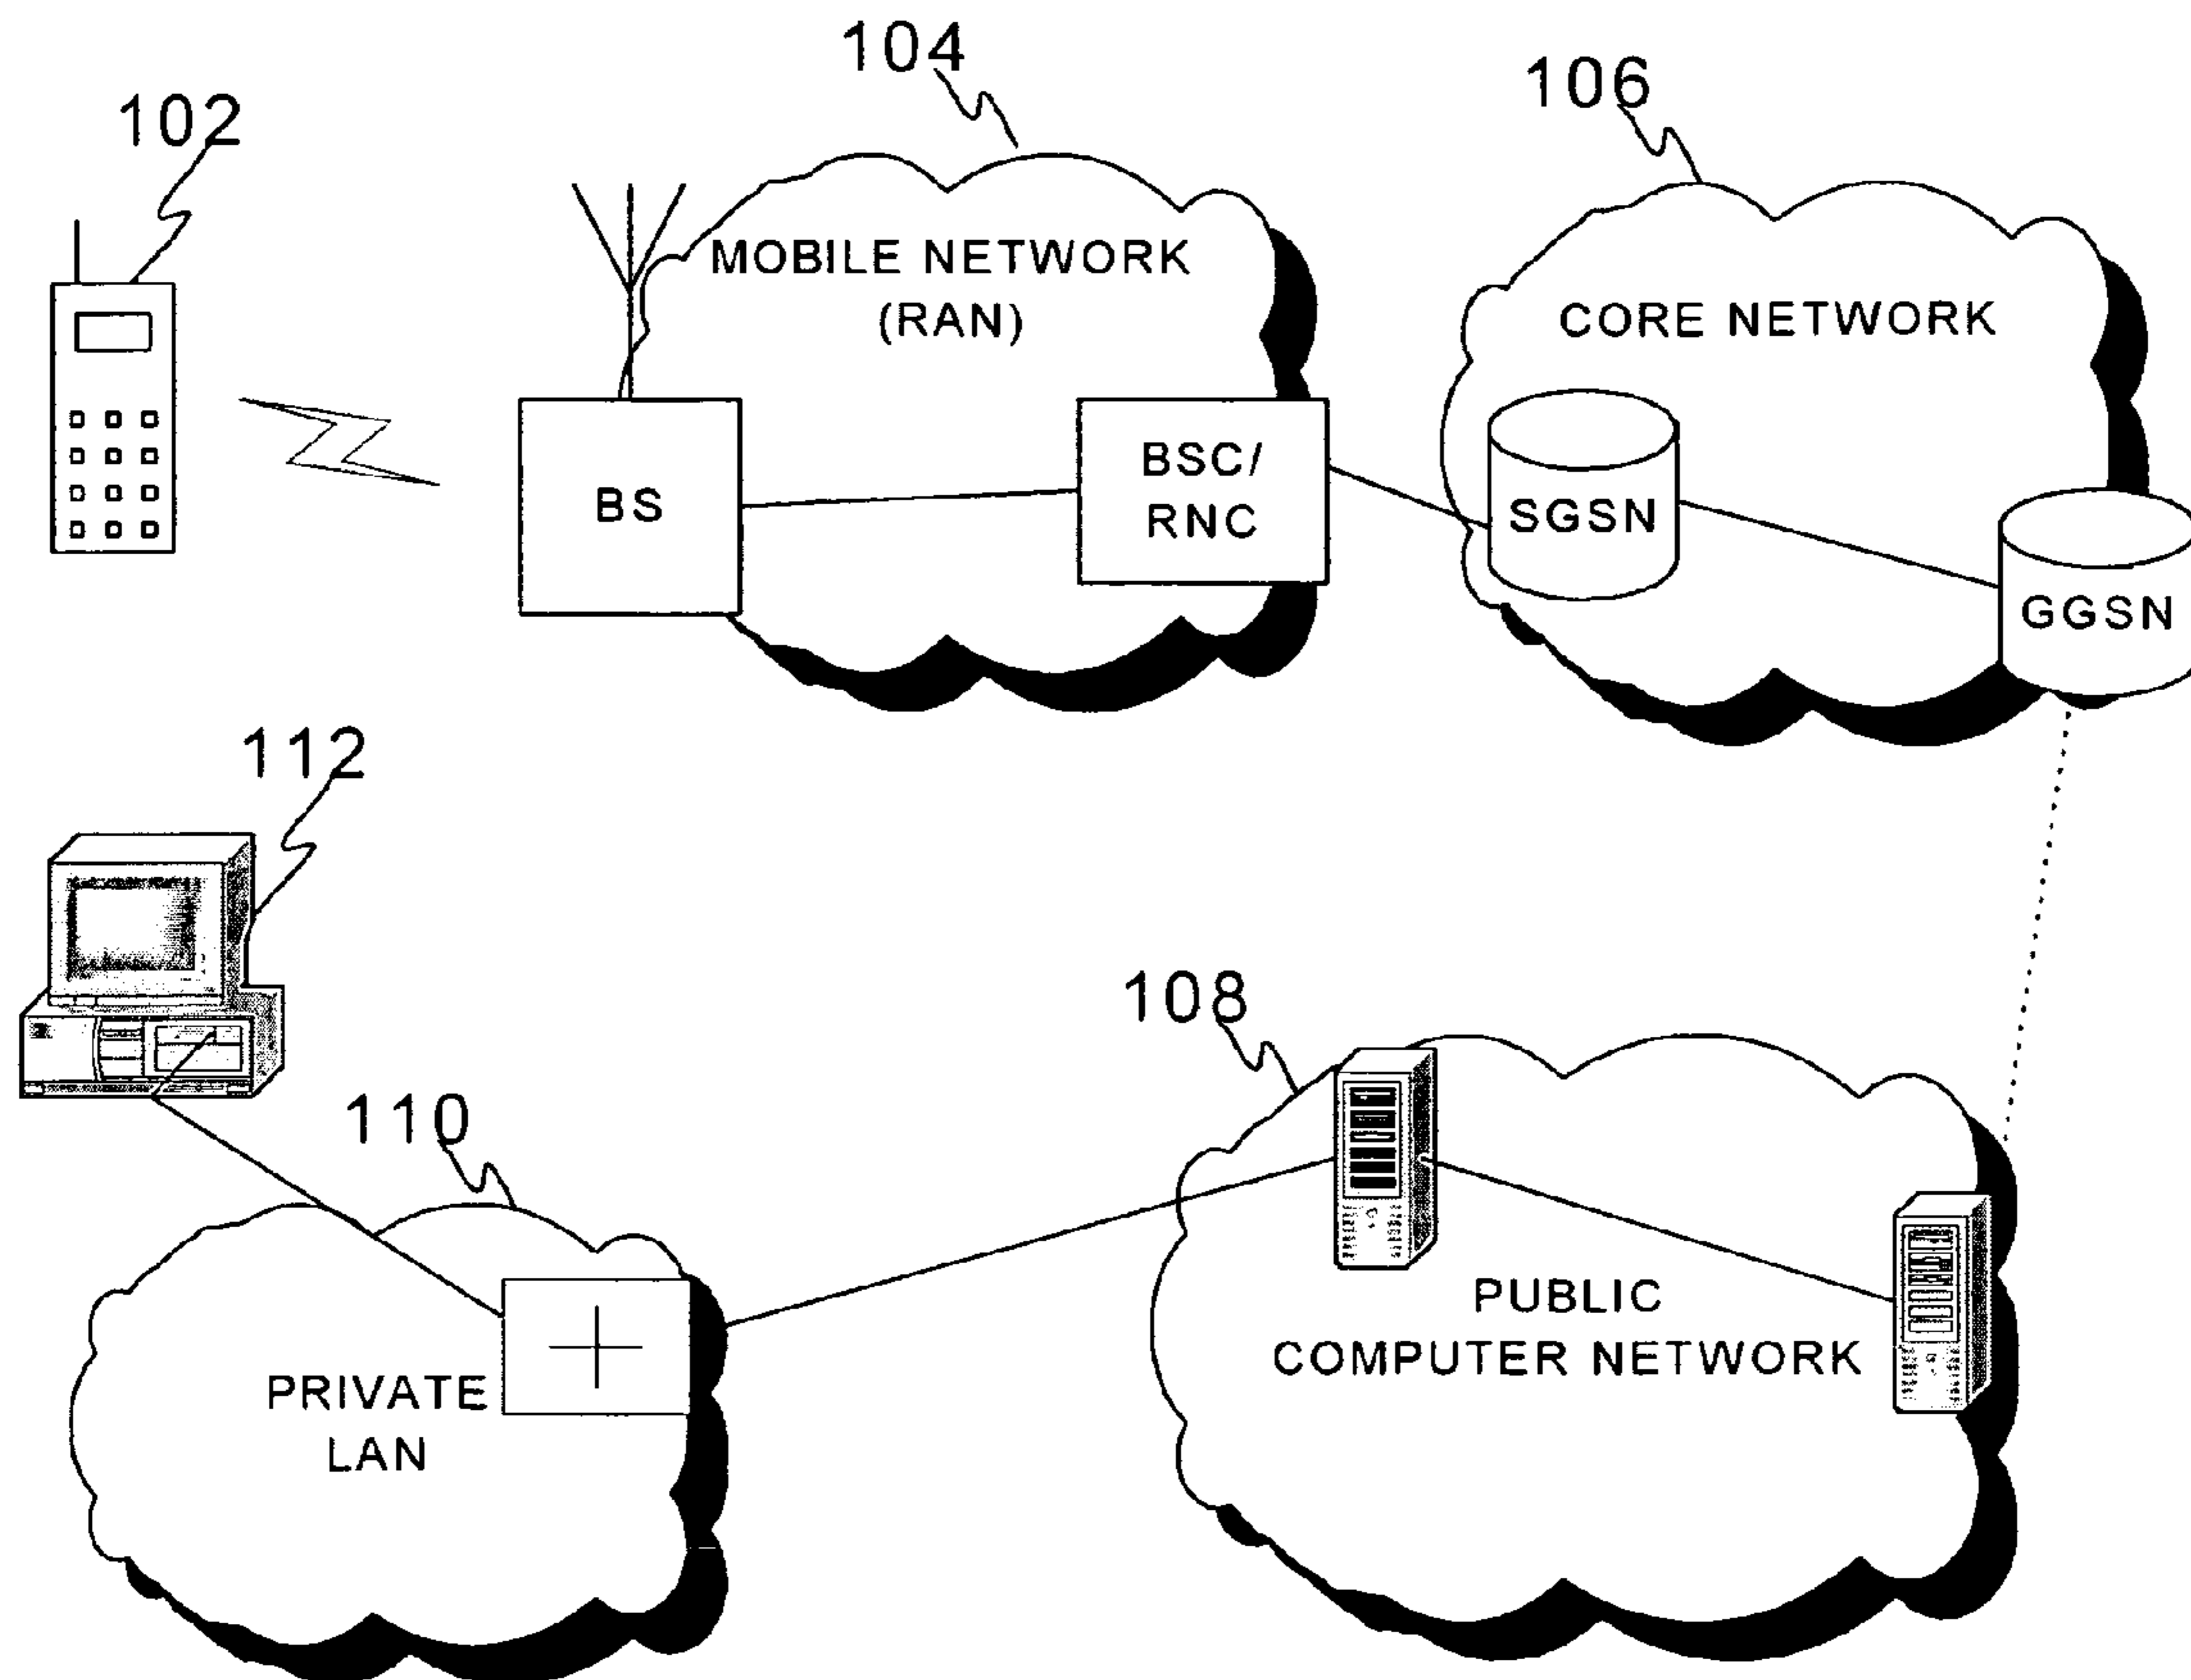 104
106
102
MOBILE NETWORK
(RAN)
CORE NETWORK
BS
BSC/
RNC
SGSN
GGSN
112
108
110
PUBLIC
COMPUTER NETWORK
PRIVATE
LAN